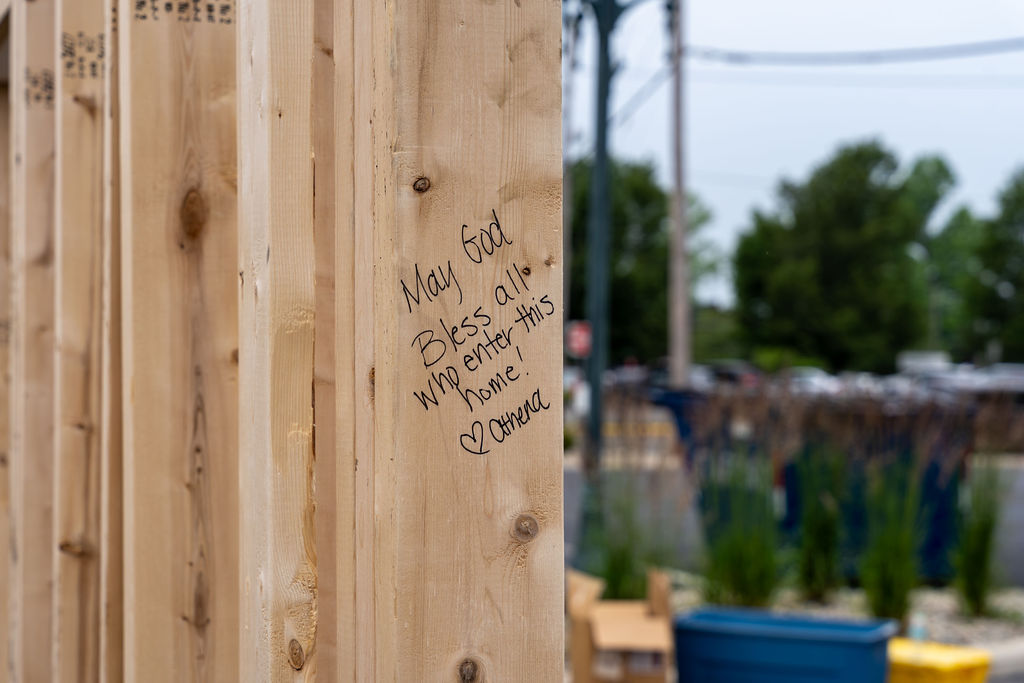 May God
Bless all
who enter this
home!
♡ Athena